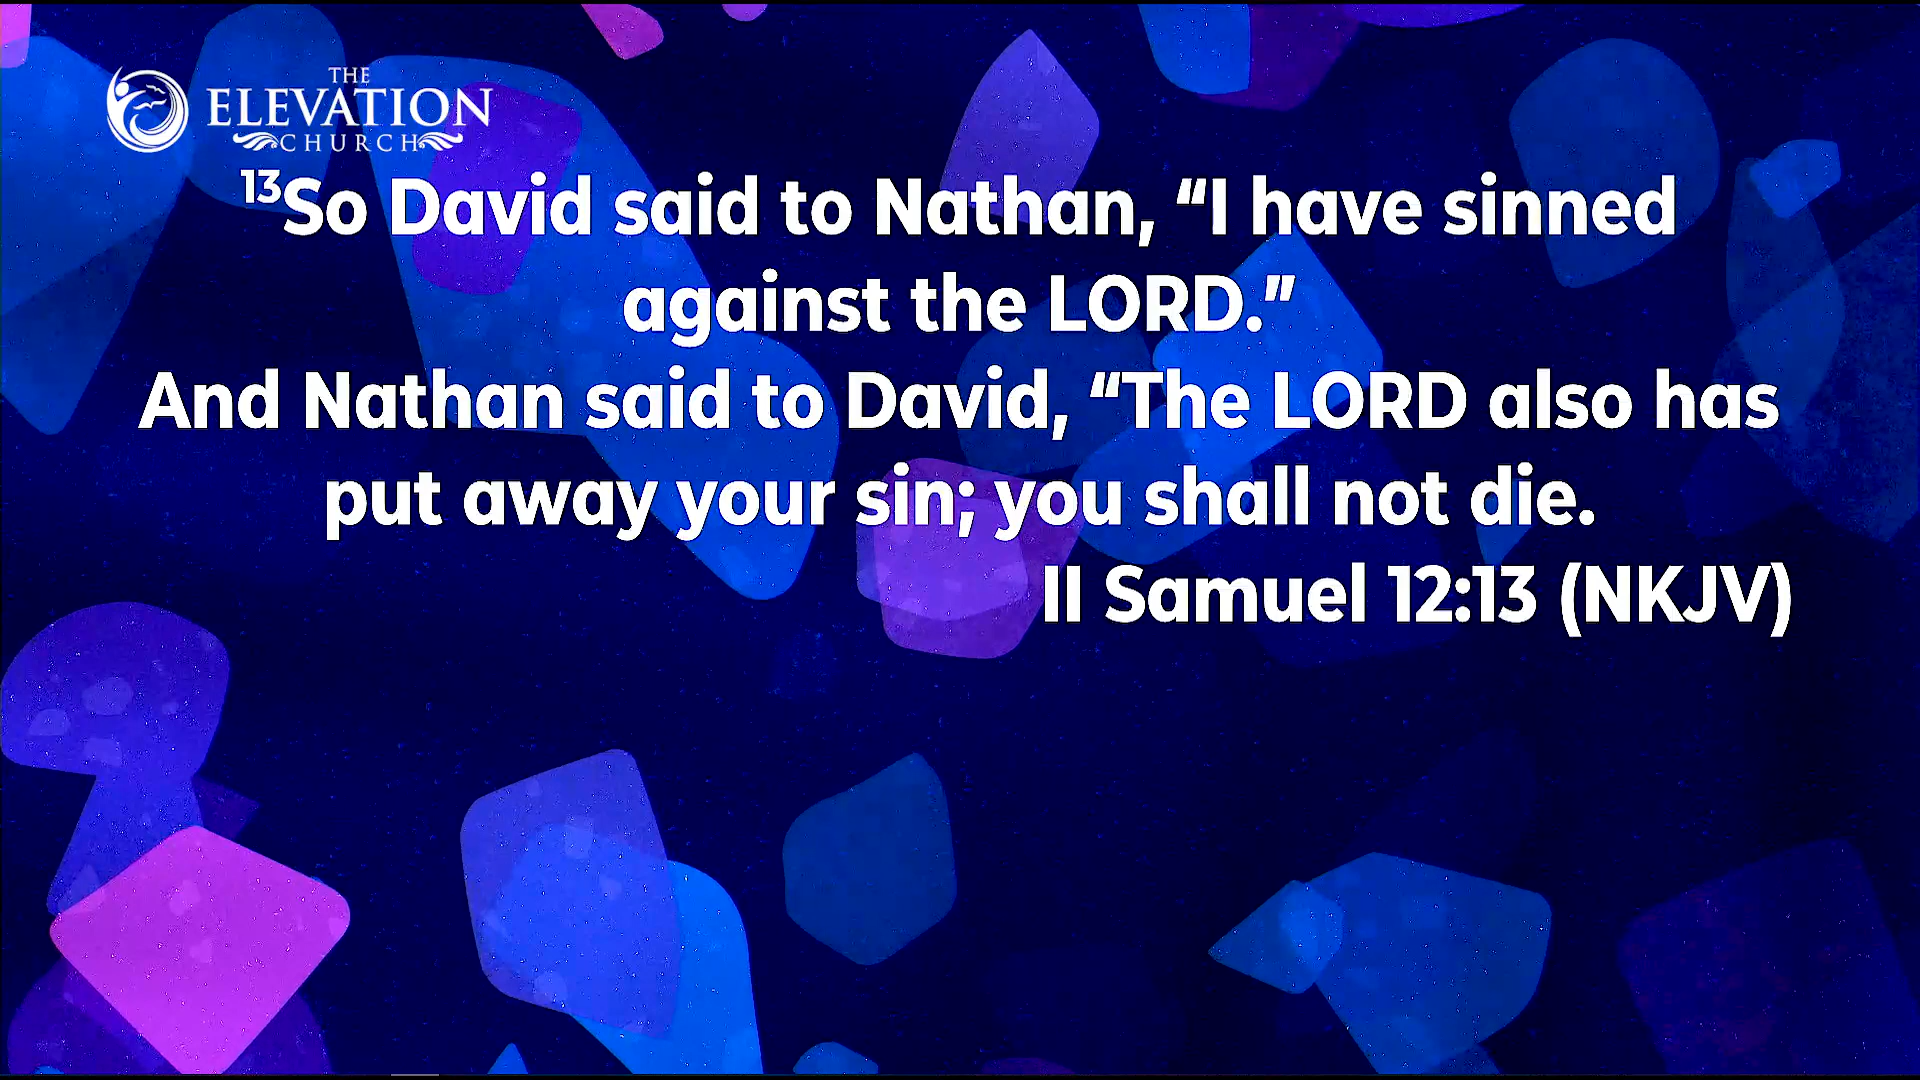 THE
ELEVATION
CHURCH
13So David said to Nathan, “I have sinned
against the LORD.”
And Nathan said to David, “The LORD also has
put away your sin; you shall not die.
II Samuel 12:13 (NKJV)